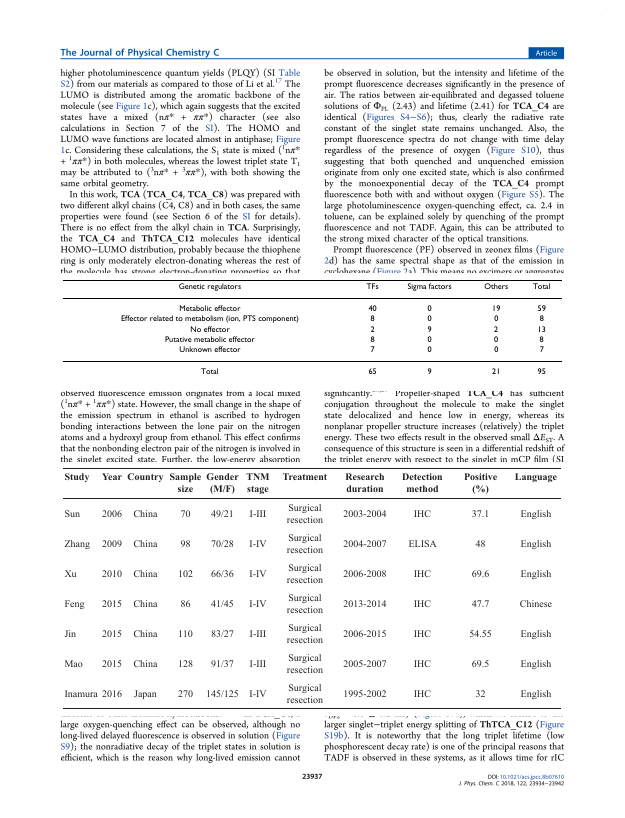 The Journal of Physical Chemistry C
Article
higher photoluminescence quantum yields (PLQY) (SI Table
S2) from our materials as compared to those of Li et al.17 The
LUMO is distributed among the aromatic backbone of the
molecule (see Figure 1c), which again suggests that the excited
states have a mixed (nπ* + ππ*) character (see also
calculations in Section 7 of the SI). The HOMO and
LUMO wave functions are located almost in antiphase; Figure
1c. Considering these calculations, the S1 state is mixed (1nπ*
+ 1ππ*) in both molecules, whereas the lowest triplet state T1
may be attributed to (3nπ* + 3ππ*), with both showing the
same orbital geometry.
In this work, TCA (TCA_C4, TCA_C8) was prepared with
two different alkyl chains (C4, C8) and in both cases, the same
properties were found (see Section 6 of the SI for details).
There is no effect from the alkyl chain in TCA. Surprisingly,
the TCA_C4 and ThTCA_C12 molecules have identical
HOMO−LUMO distribution, probably because the thiophene
ring is only moderately electron-donating whereas the rest of
the molecule has strong electron-donating properties so that
be observed in solution, but the intensity and lifetime of the
prompt fluorescence decreases significantly in the presence of
air. The ratios between air-equilibrated and degassed toluene
solutions of ΦPL (2.43) and lifetime (2.41) for TCA_C4 are
identical (Figures S4−S6); thus, clearly the radiative rate
constant of the singlet state remains unchanged. Also, the
prompt fluorescence spectra do not change with time delay
regardless of the presence of oxygen (Figure S10), thus
suggesting that both quenched and unquenched emission
originate from only one excited state, which is also confirmed
by the monoexponential decay of the TCA_C4 prompt
fluorescence both with and without oxygen (Figure S5). The
large photoluminescence oxygen-quenching effect, ca. 2.4 in
toluene, can be explained solely by quenching of the prompt
fluorescence and not TADF. Again, this can be attributed to
the strong mixed character of the optical transitions.
Prompt fluorescence (PF) observed in zeonex films (Figure
2d) has the same spectral shape as that of the emission in
cyclohexane (Figure 2a). This means no excimers or aggregates
Genetic regulators TFs Sigma factors Others Total
Metabolic effector 40 0 19 59
Effector related to metabolism (ion, PTS component) 8 0 0 8
No effector 2 9 2 13
Putative metabolic effector 8 0 0 8
Unknown effector 7 0 0 7
Total 65 9 21 95
observed fluorescence emission originates from a local mixed
(1nπ* + 1ππ*) state. However, the small change in the shape of
the emission spectrum in ethanol is ascribed to hydrogen
bonding interactions between the lone pair on the nitrogen
atoms and a hydroxyl group from ethanol. This effect confirms
that the nonbonding electron pair of the nitrogen is involved in
the singlet excited state. Further, the low-energy absorption
significantly. Propeller-shaped TCA_C4 has sufficient
conjugation throughout the molecule to make the singlet
state delocalized and hence low in energy, whereas its
nonplanar propeller structure increases (relatively) the triplet
energy. These two effects result in the observed small ΔEST. A
consequence of this structure is seen in a differential redshift of
the triplet energy with respect to the singlet in mCP film (SI
Study Year Country Sample size Gender (M/F) TNM stage Treatment Research duration Detection method Positive (%) Language
Sun 2006 China 70 49/21 I-III Surgical resection 2003-2004 IHC 37.1 English
Zhang 2009 China 98 70/28 I-IV Surgical resection 2004-2007 ELISA 48 English
Xu 2010 China 102 66/36 I-IV Surgical resection 2006-2008 IHC 69.6 English
Feng 2015 China 86 41/45 I-IV Surgical resection 2013-2014 IHC 47.7 Chinese
Jin 2015 China 110 83/27 I-III Surgical resection 2006-2015 IHC 54.55 English
Mao 2015 China 128 91/37 I-III Surgical resection 2005-2007 IHC 69.5 English
Inamura 2016 Japan 270 145/125 I-IV Surgical resection 1995-2002 IHC 32 English
large oxygen-quenching effect can be observed, although no
long-lived delayed fluorescence is observed in solution (Figure
S9); the nonradiative decay of the triplet states in solution is
efficient, which is the reason why long-lived emission cannot
larger singlet−triplet energy splitting of ThTCA_C12 (Figure
S19b). It is noteworthy that the long triplet lifetime (low
phosphorescent decay rate) is one of the principal reasons that
TADF is observed in these systems, as it allows time for rIC
23937
DOI: 10.1021/acs.jpcc.8b07610
J. Phys. Chem. C 2018, 122, 23934−23942